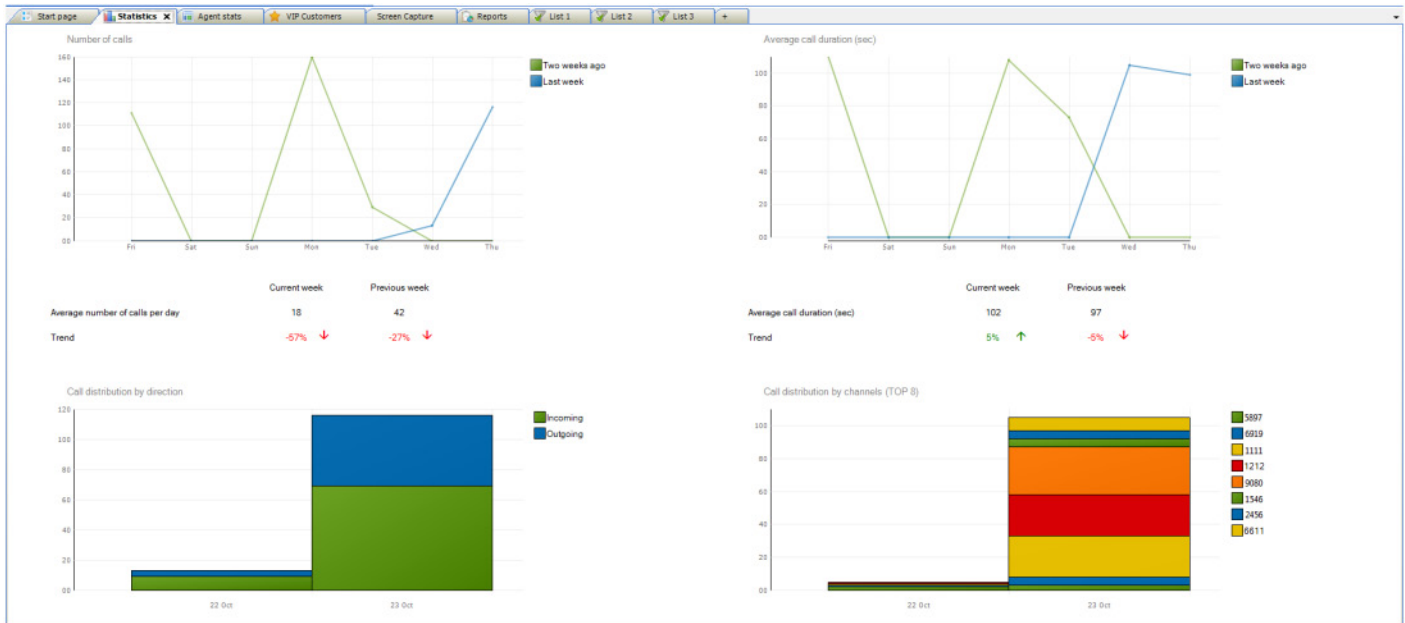 Start page Statistics X Agent stats VIP Customers Screen Capture Reports List 1 List 2 List 3 +
Number of calls
160
140
120
100
80
60
40
20
00
Fri Sat Sun Mon Tue Wed Thu
Two weeks ago
Last week
Current week Previous week
Average number of calls per day 18 42
Trend -57% ↓ -27% ↓
Average call duration (sec)
100
80
60
40
20
00
Fri Sat Sun Mon Tue Wed Thu
Two weeks ago
Last week
Current week Previous week
Average call duration (sec) 102 97
Trend 5% ↑ -5% ↓
Call distribution by direction
120
100
80
60
40
20
00
22 Oct 23 Oct
Incoming
Outgoing
Call distribution by channels (TOP 8)
100
80
60
40
20
00
22 Oct 23 Oct
5897
6919
1111
1212
9080
1546
2456
6611